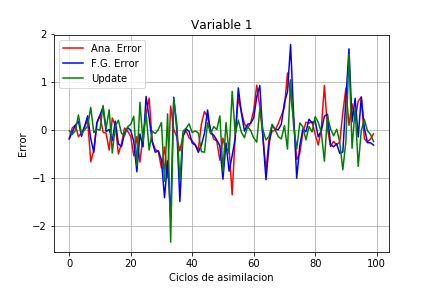 Variable 1
2
1
0
−1
−2
Error
Ana. Error
F.G. Error
Update
0
20
40
60
80
100
Ciclos de asimilacion